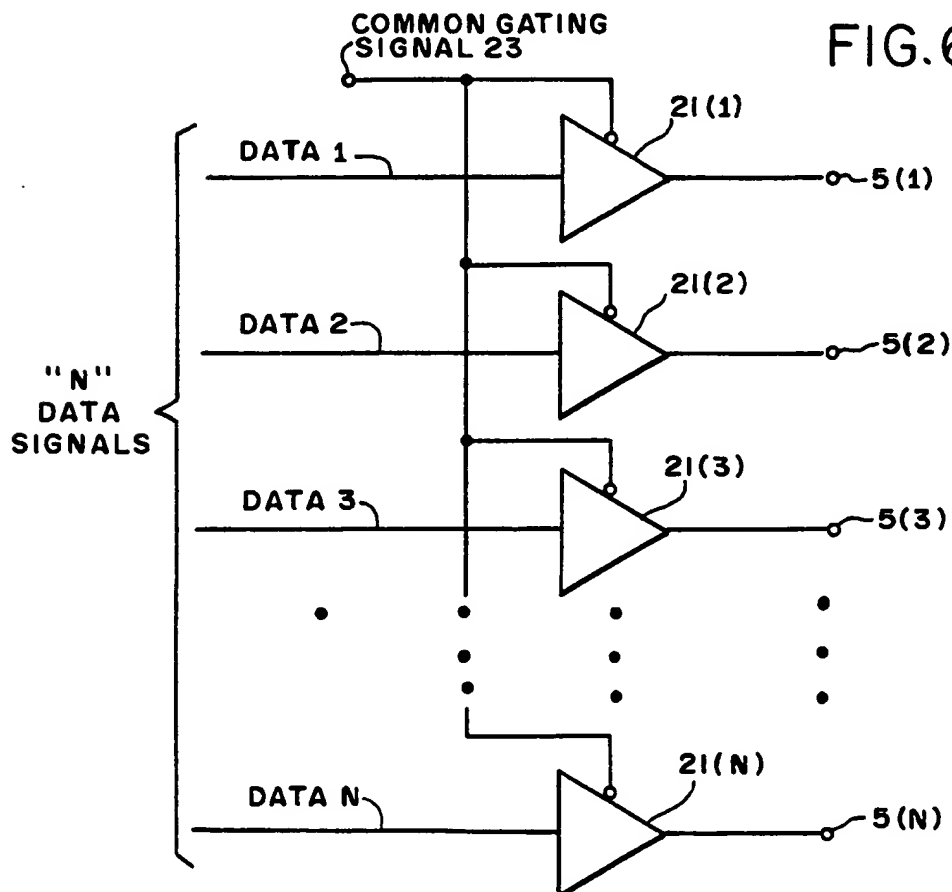 COMMON GATING
SIGNAL 23
FIG.6
21(1)
DATA 1
5(1)
21(2)
DATA 2
5(2)
"N"
DATA
SIGNALS
21(3)
DATA 3
5(3)
21(N)
DATA N
5(N)